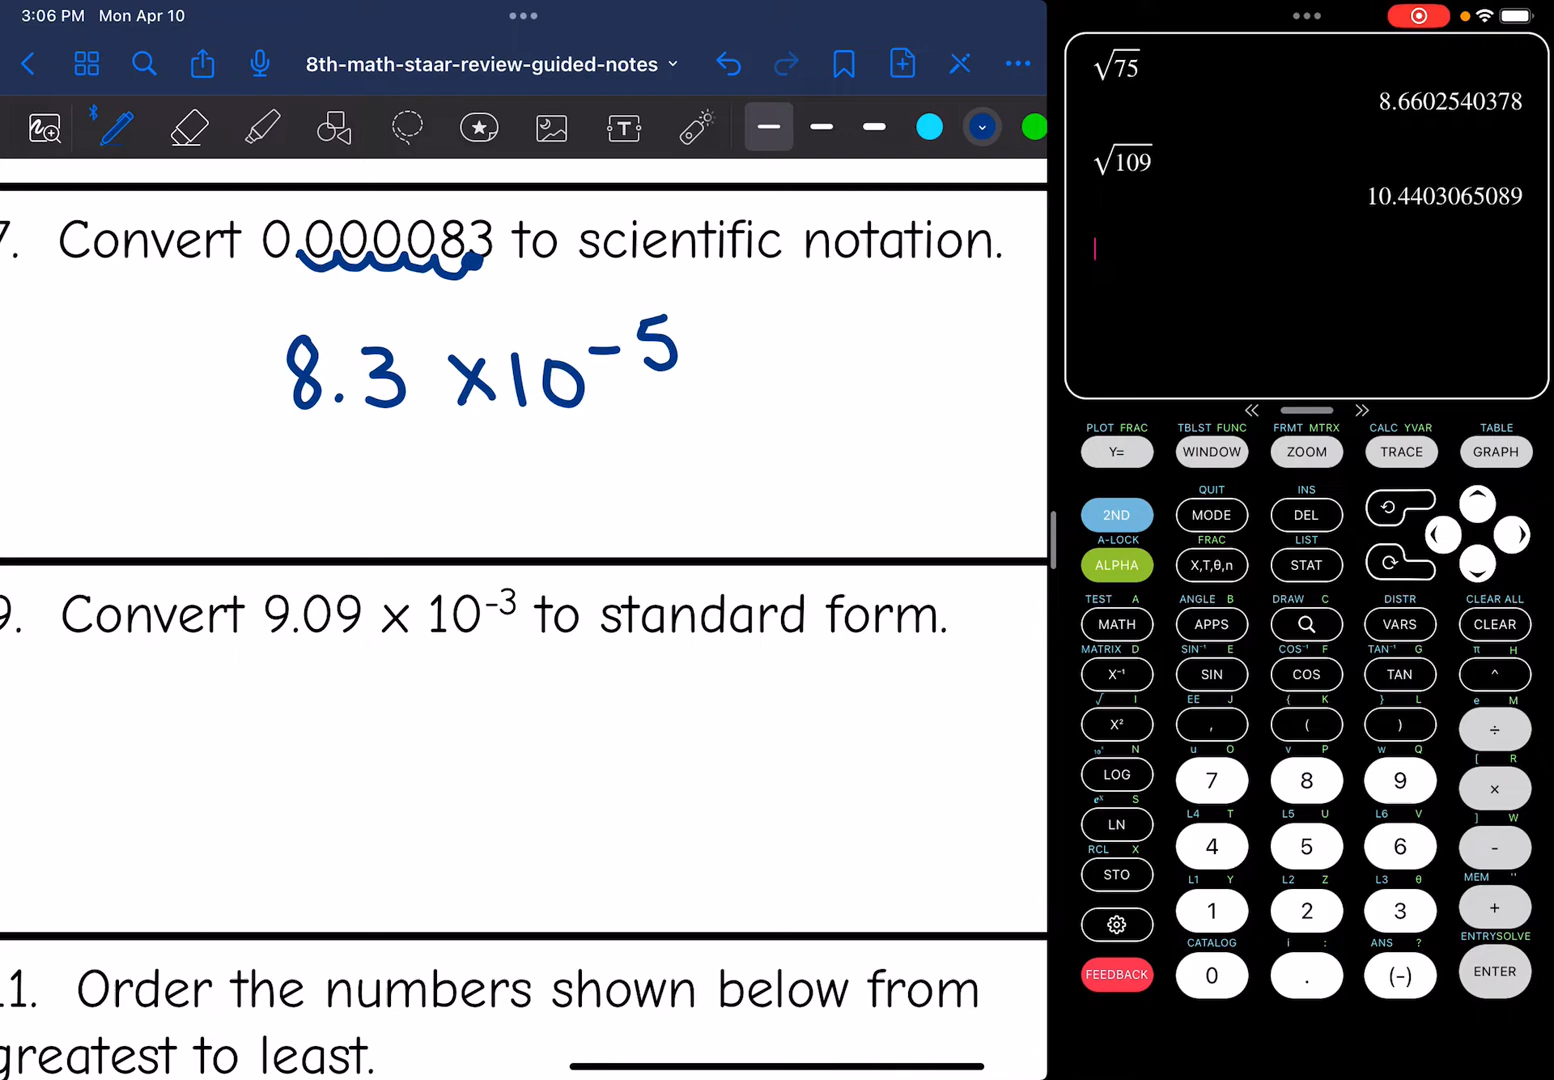 3:06 PM Mon Apr 10
8th-math-staar-review-guided-notes
7. Convert 0.000083 to scientific notation.
8.3 x10⁻⁵
9. Convert 9.09 x 10⁻³ to standard form.
11. Order the numbers shown below from
greatest to least.
√75
8.6602540378
√109
10.4403065089
PLOT FRAC TBLST FUNC FRMT MTRX CALC YVAR TABLE
Y= WINDOW ZOOM TRACE GRAPH
QUIT INS
2ND MODE DEL
A-LOCK FRAC LIST
ALPHA X,T,θ,n STAT
TEST A ANGLE B DRAW C DISTR CLEAR ALL
MATH APPS VARS CLEAR
MATRIX D SIN⁻¹ E COS⁻¹ F TAN⁻¹ G π H
X⁻¹ SIN COS TAN ^
√ I EE J { K } L e M
X² , ( ) ÷
10ˣ N u O v P w Q [ R
LOG 7 8 9 ×
eˣ S L4 T L5 U L6 V ] W
LN 4 5 6 -
RCL X L1 Y L2 Z L3 θ MEM "
STO 1 2 3 +
CATALOG i : ANS ? ENTRY SOLVE
FEEDBACK 0 . (-) ENTER